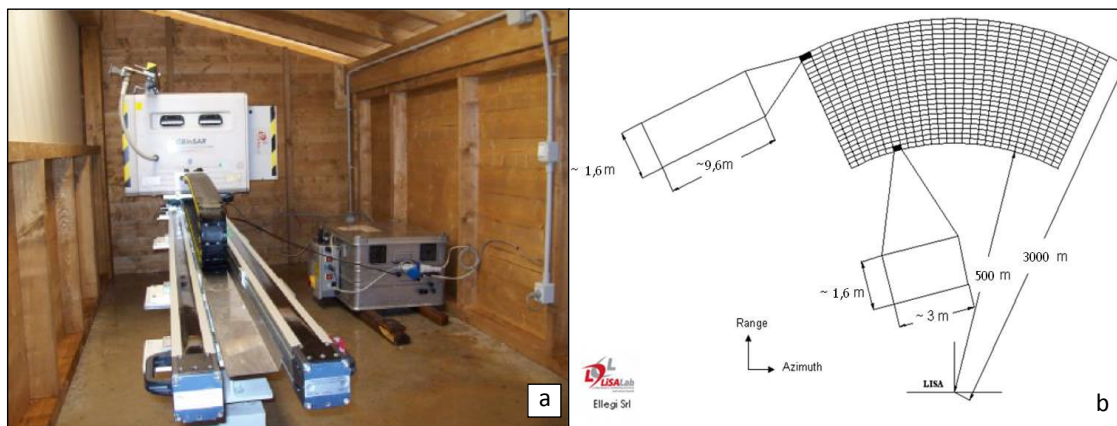 GBinSAR
a
~ 1,6 m
~9,6m
~ 1,6 m
~ 3 m
500 m
3000 m
Range
Azimuth
LiSALab
Ellegi Srl
LISA
b